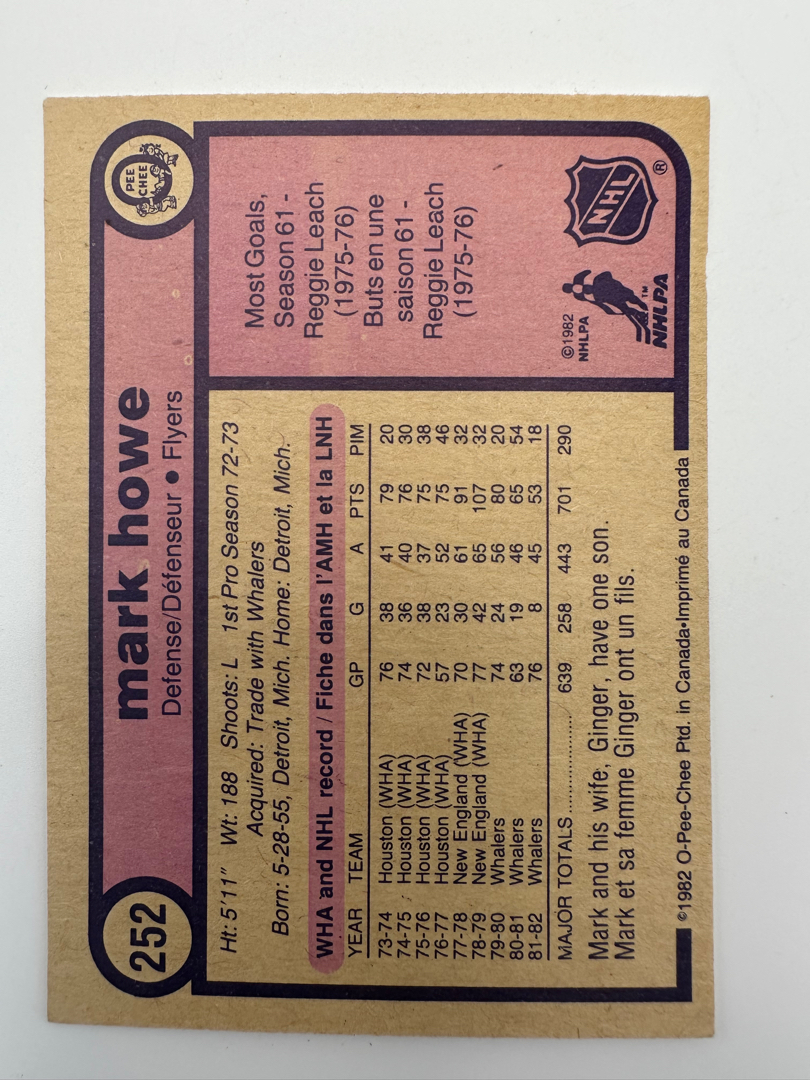 252
mark howe
Defense/Défenseur • Flyers
O PEE CHEE
Ht: 5'11" Wt: 188 Shoots: L 1st Pro Season 72-73
Acquired: Trade with Whalers
Born: 5-28-55, Detroit, Mich. Home: Detroit, Mich.
WHA and NHL record / Fiche dans l'AMH et la LNH
YEAR TEAM GP G A PTS PIM
73-74 Houston (WHA) 76 38 41 79 20
74-75 Houston (WHA) 74 36 40 76 30
75-76 Houston (WHA) 72 38 37 75 38
76-77 Houston (WHA) 57 23 52 75 46
77-78 New England (WHA) 70 30 61 91 32
78-79 New England (WHA) 77 42 65 107 32
79-80 Whalers 74 24 56 80 20
80-81 Whalers 63 19 46 65 54
81-82 Whalers 76 8 45 53 18
MAJOR TOTALS.................... 639 258 443 701 290
Mark and his wife, Ginger, have one son.
Mark et sa femme Ginger ont un fils.
©1982 O-Pee-Chee Ptd. in Canada•Imprimé au Canada
Most Goals,
Season 61 -
Reggie Leach
(1975-76)
Buts en une
saison 61 -
Reggie Leach
(1975-76)
©1982
NHLPA
NHLPA™
NHL ®